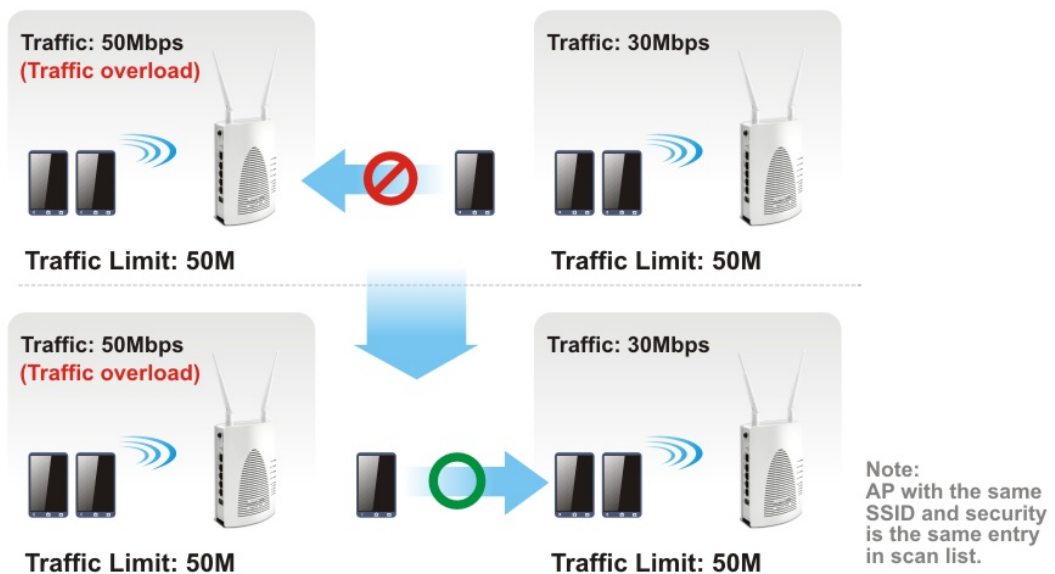 Traffic: 50Mbps
(Traffic overload)
Traffic: 30Mbps
Traffic Limit: 50M
Traffic Limit: 50M
Traffic: 50Mbps
(Traffic overload)
Traffic: 30Mbps
Traffic Limit: 50M
Traffic Limit: 50M
Note:
AP with the same
SSID and security
is the same entry
in scan list.